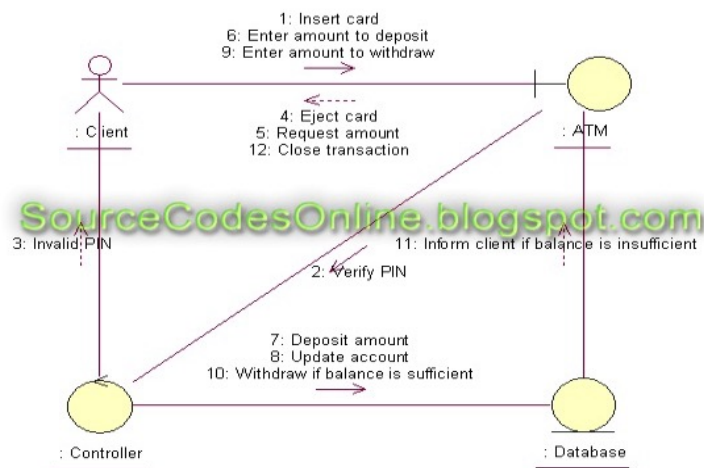 1: Insert card
6: Enter amount to deposit
9: Enter amount to withdraw
4: Eject card
5: Request amount
12: Close transaction
: Client
: ATM
SourceCodesOnline.blogspot.com
3: Invalid PIN
11: Inform client if balance is insufficient
2: Verify PIN
7: Deposit amount
8: Update account
10: Withdraw if balance is sufficient
: Controller
: Database